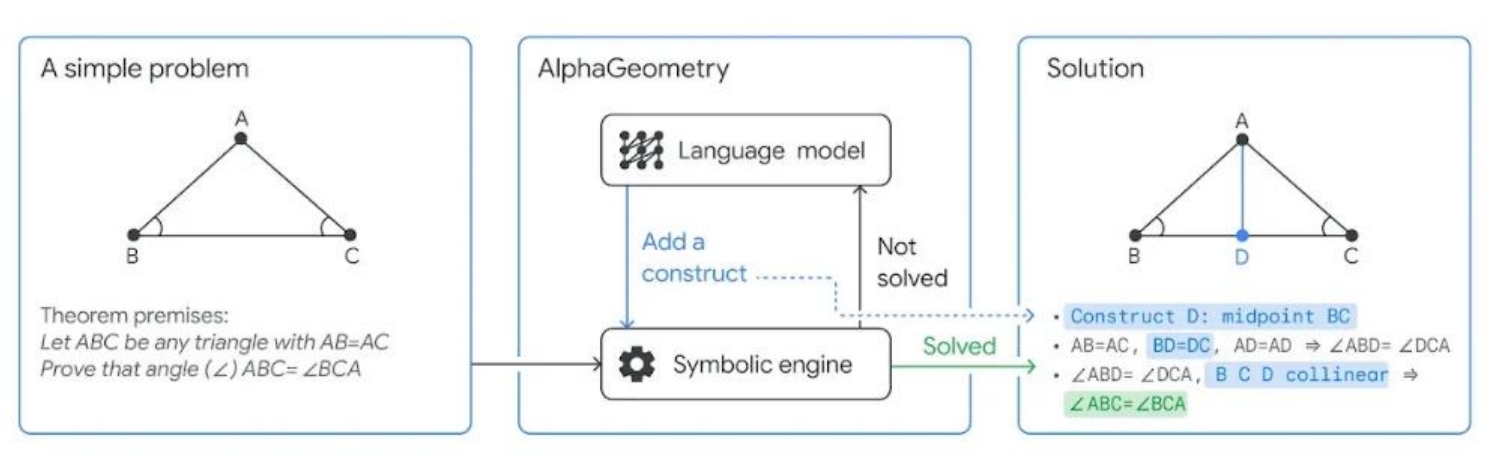 A simple problem
A
B
C
Theorem premises:
Let ABC be any triangle with AB=AC
Prove that angle (∠) ABC= ∠BCA
AlphaGeometry
Language model
Add a
construct
Not
solved
Symbolic engine
Solved
Solution
A
B
D
C
• Construct D: midpoint BC
• AB=AC, BD=DC, AD=AD ⇒ ∠ABD= ∠DCA
• ∠ABD= ∠DCA, B C D collinear ⇒
∠ABC=∠BCA